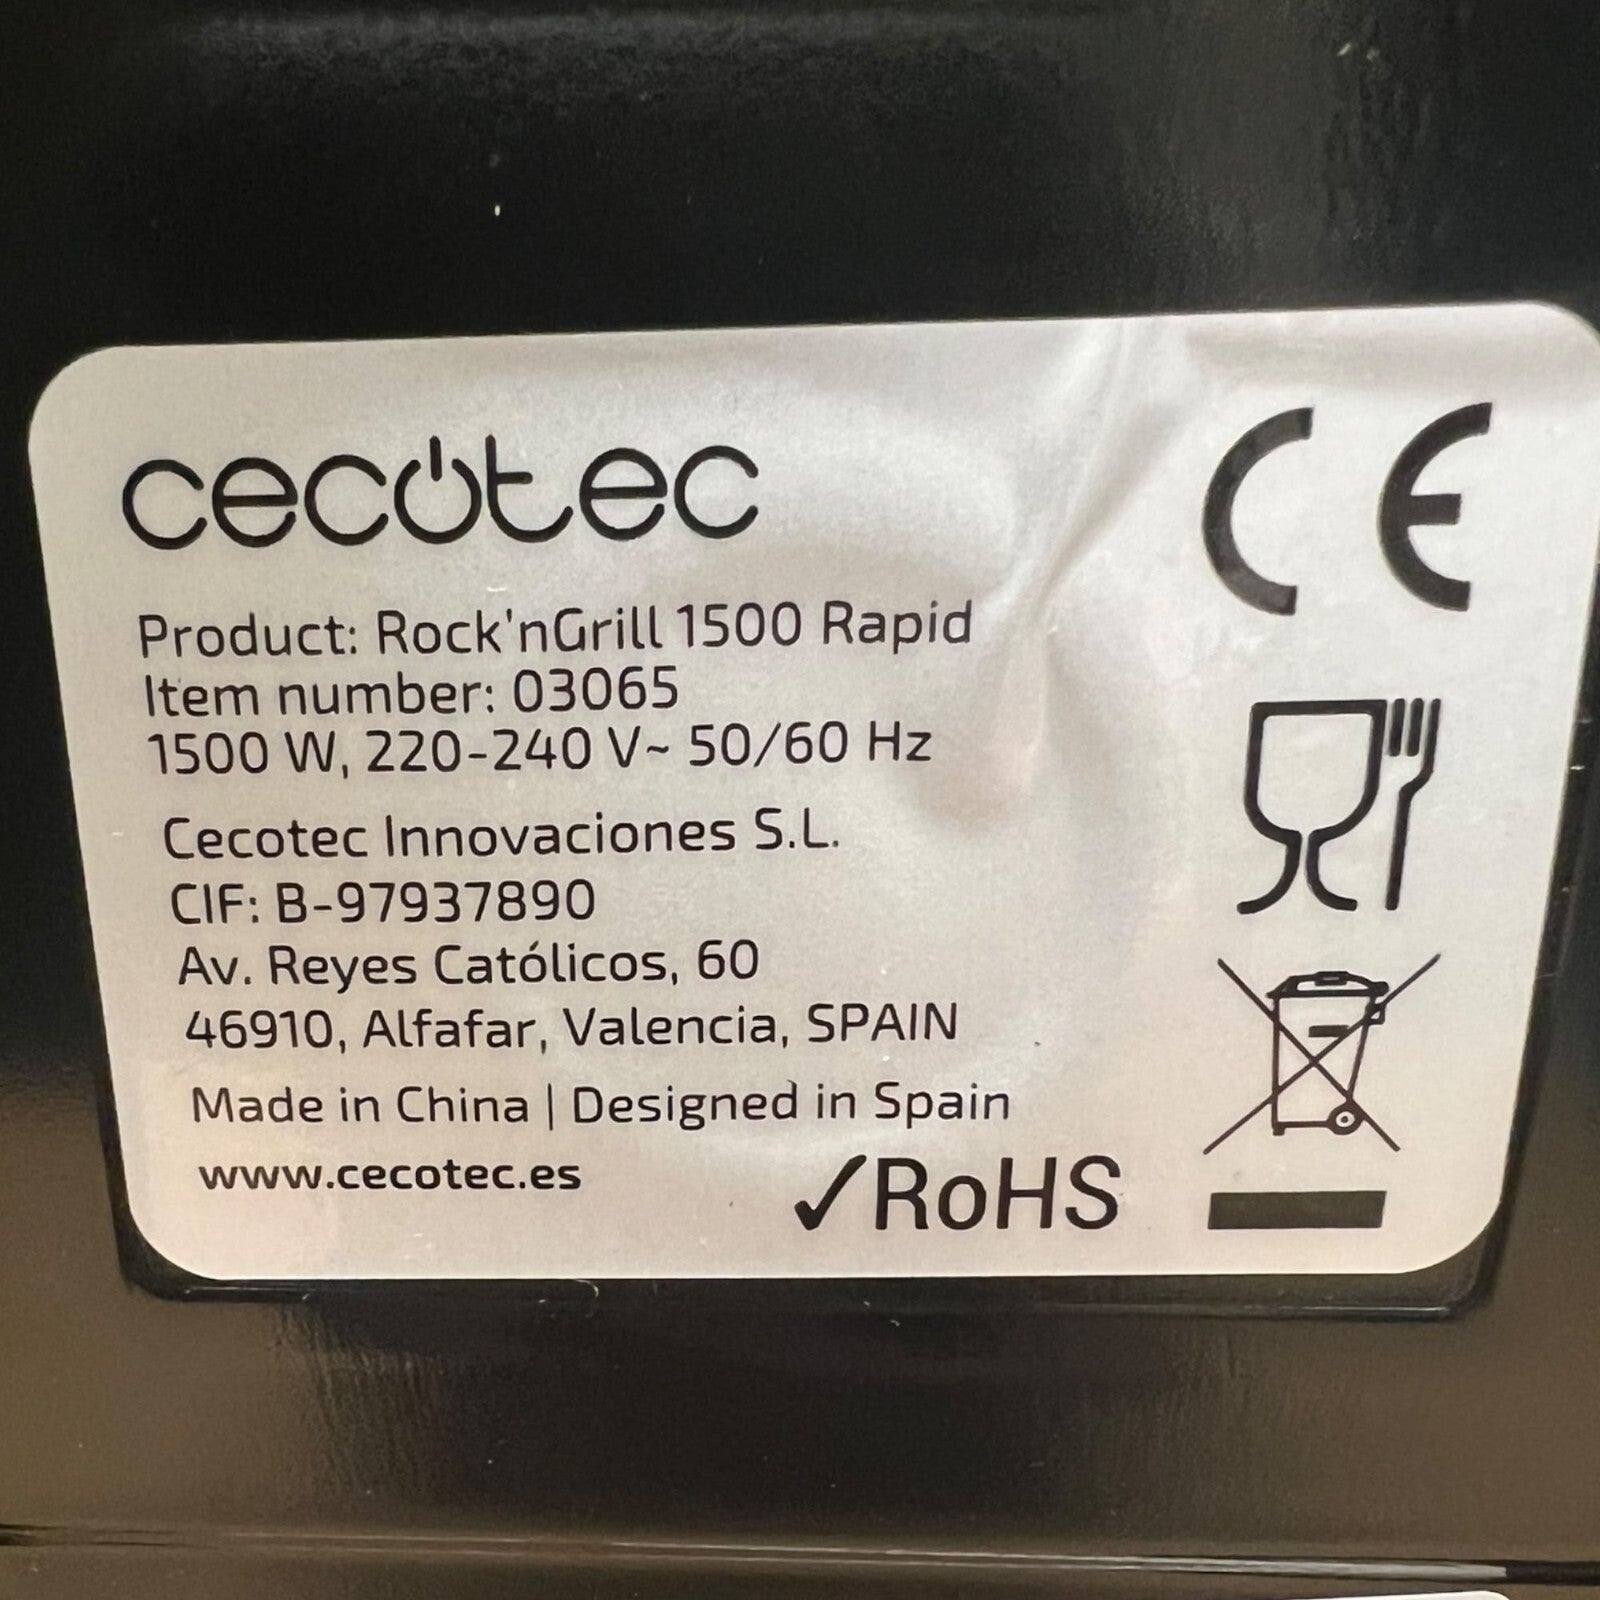 cecotec
CE
Product: Rock'nGrill 1500 Rapid
Item number: 03065
1500 W, 220-240 V~ 50/60 Hz
Cecotec Innovaciones S.L.
CIF: B-97937890
Av. Reyes Católicos, 60
46910, Alfafar, Valencia, SPAIN
Made in China | Designed in Spain
www.cecotec.es
✓RoHS